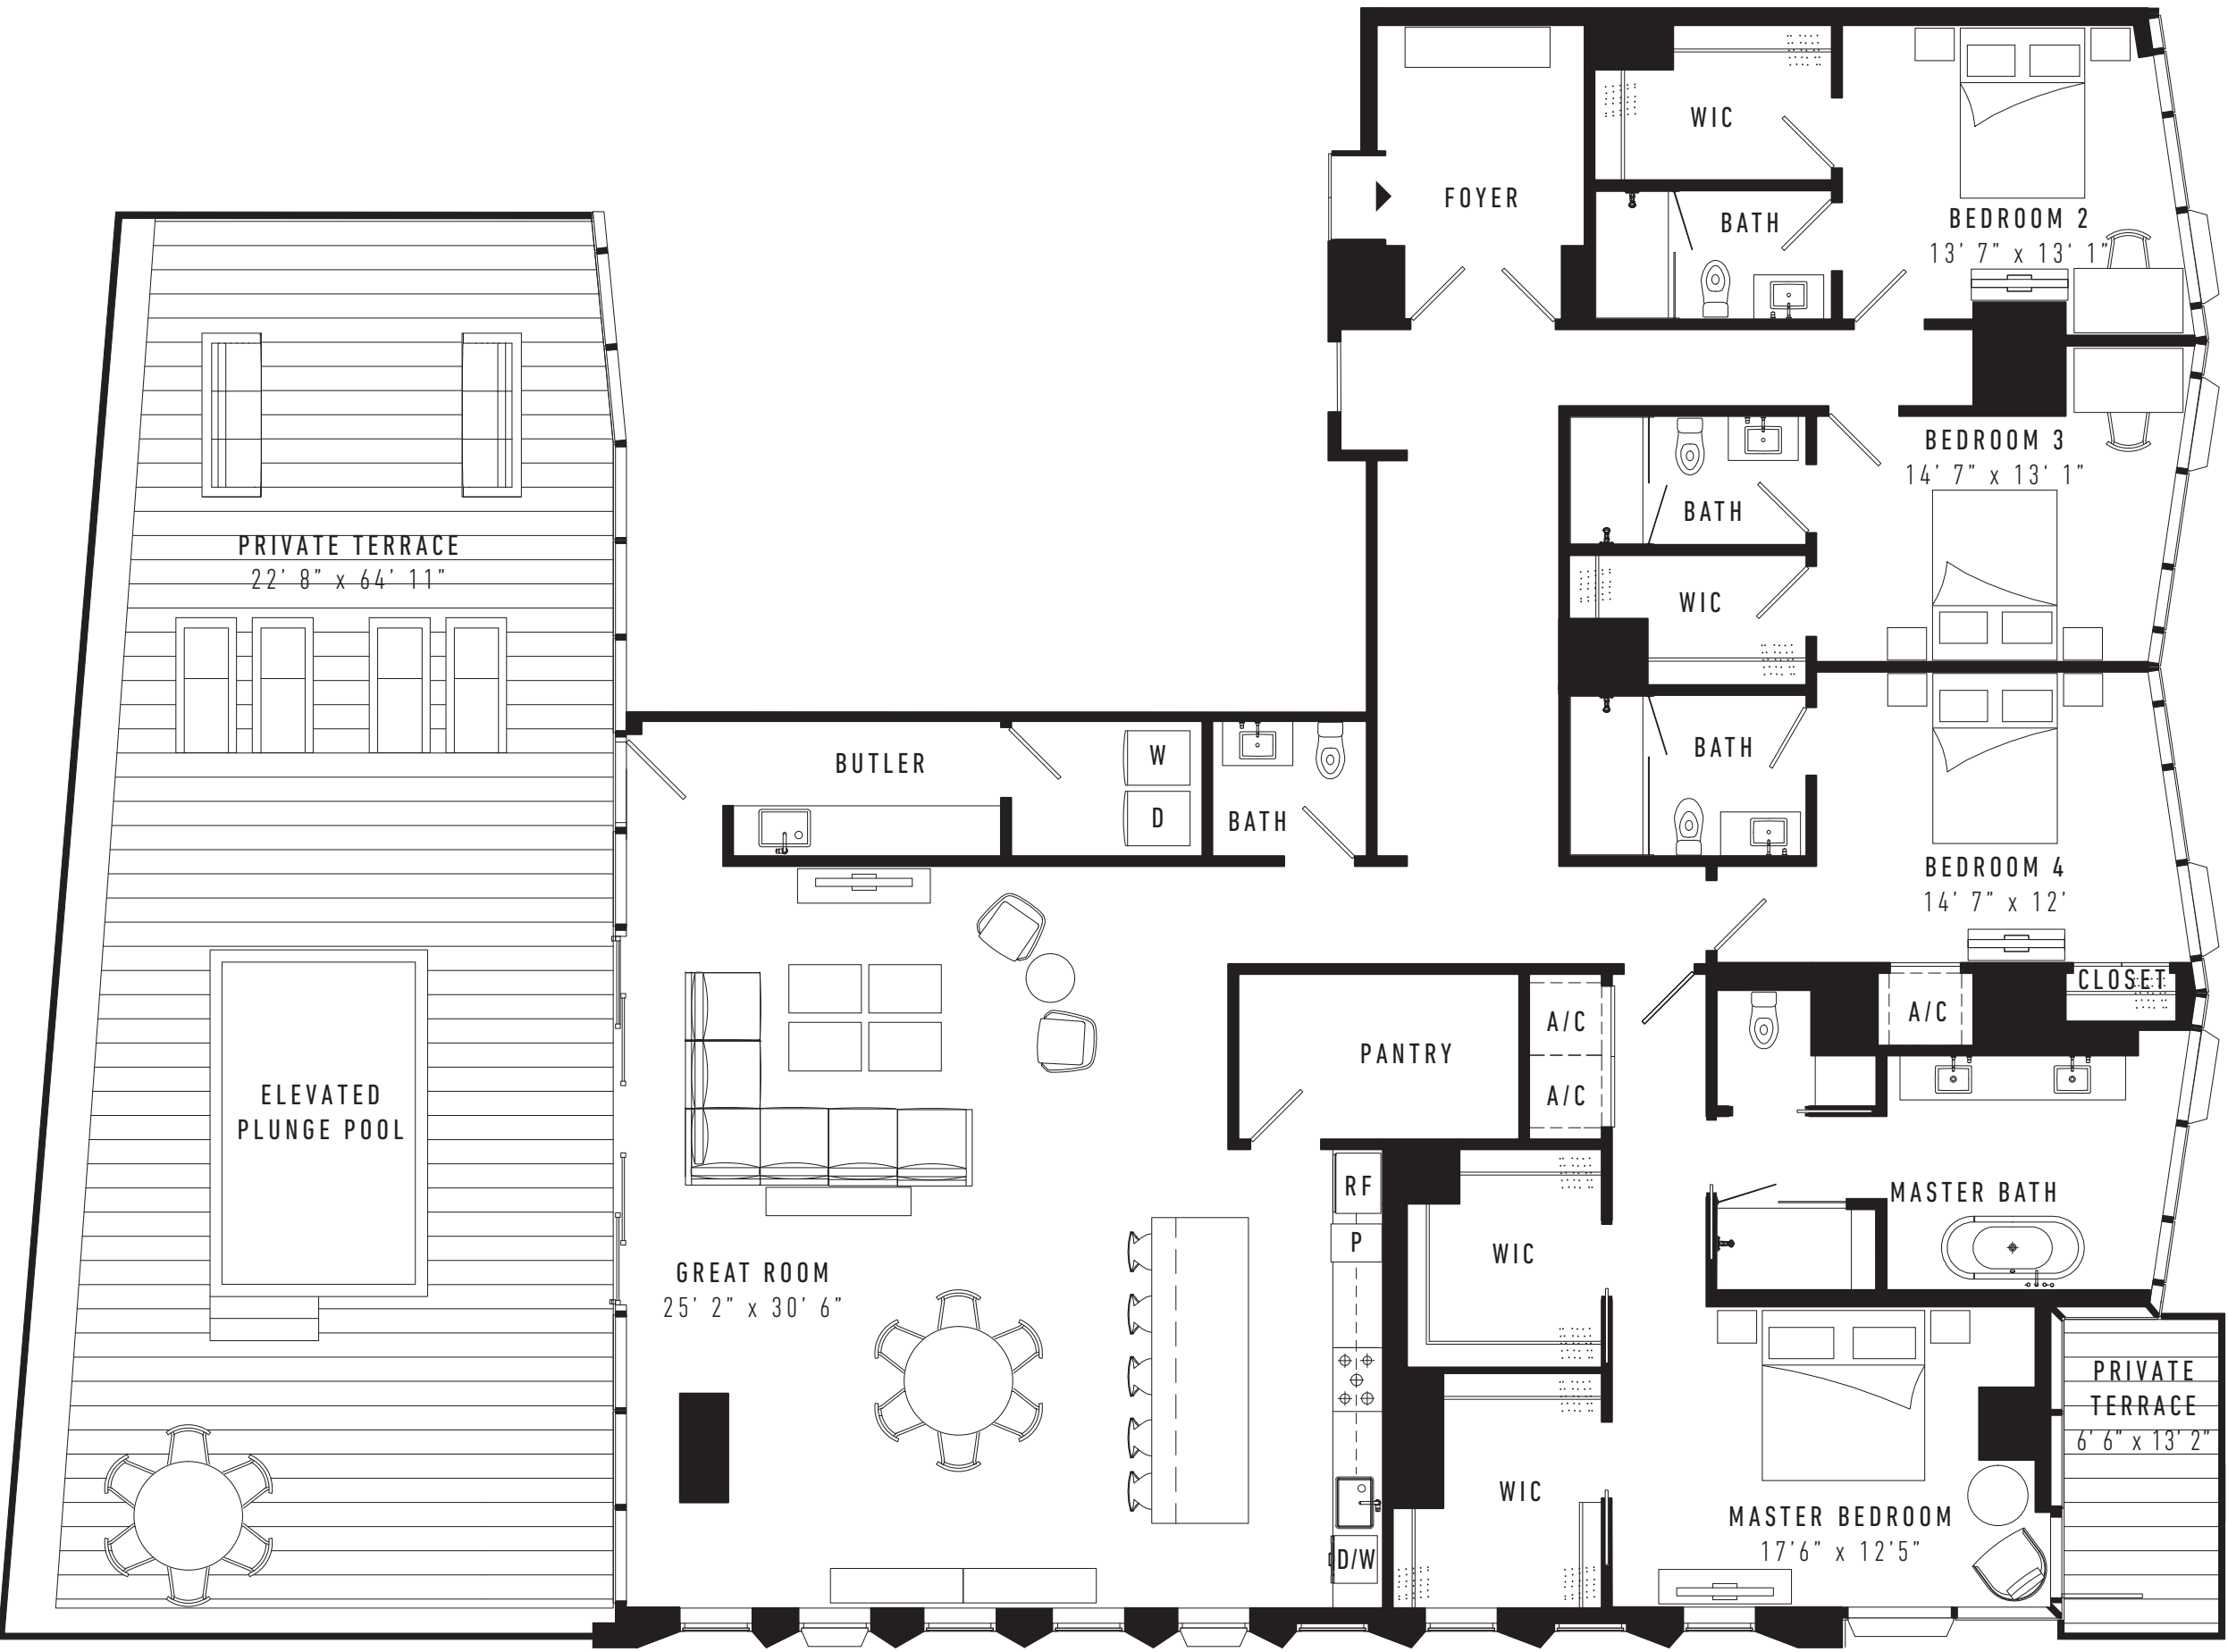 WIC
FOYER
BATH
BEDROOM 2
13' 7" x 13' 1"
BEDROOM 3
14' 7" x 13' 1"
BATH
WIC
PRIVATE TERRACE
22' 8" x 64' 11"
BUTLER
W
D
BATH
BATH
BEDROOM 4
14' 7" x 12'
CLOSET
A/C
A/C
A/C
PANTRY
ELEVATED
PLUNGE POOL
RF
P
MASTER BATH
WIC
GREAT ROOM
25' 2" x 30' 6"
PRIVATE
TERRACE
6' 6" x 13' 2"
WIC
MASTER BEDROOM
17'6" x 12'5"
D/W